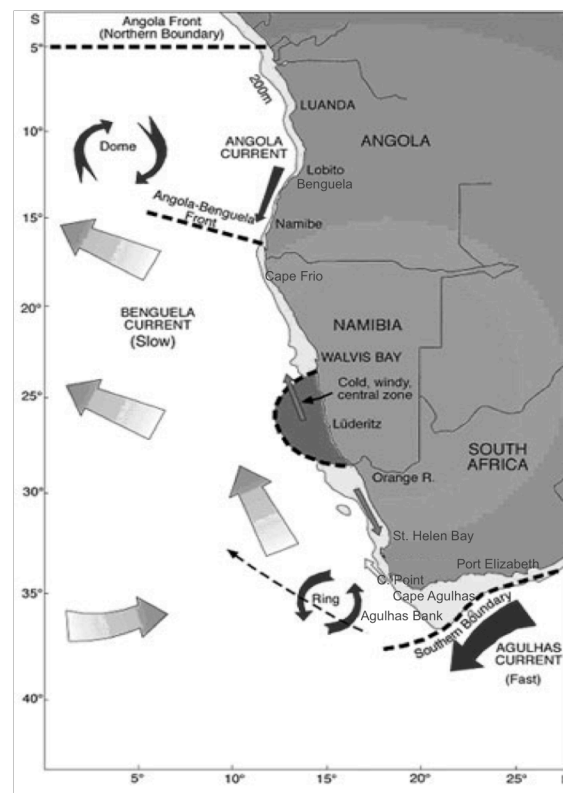 S
Angola Front
(Northern Boundary)
5°
200m
LUANDA
10°
Dome
ANGOLA
CURRENT
ANGOLA
Lobito
Benguela
Angola-Benguela
Front
15°
Namibe
Cape Frio
20°
BENGUELA
CURRENT
(Slow)
NAMIBIA
WALVIS BAY
Cold, windy,
central zone
25°
Lüderitz
SOUTH
AFRICA
Orange R.
30°
St. Helen Bay
Port Elizabeth
C. Point
35°
Cape Agulhas
Ring
Agulhas Bank
Southern Boundary
AGULHAS
CURRENT
(Fast)
40°
5°
10°
15°
20°
25°